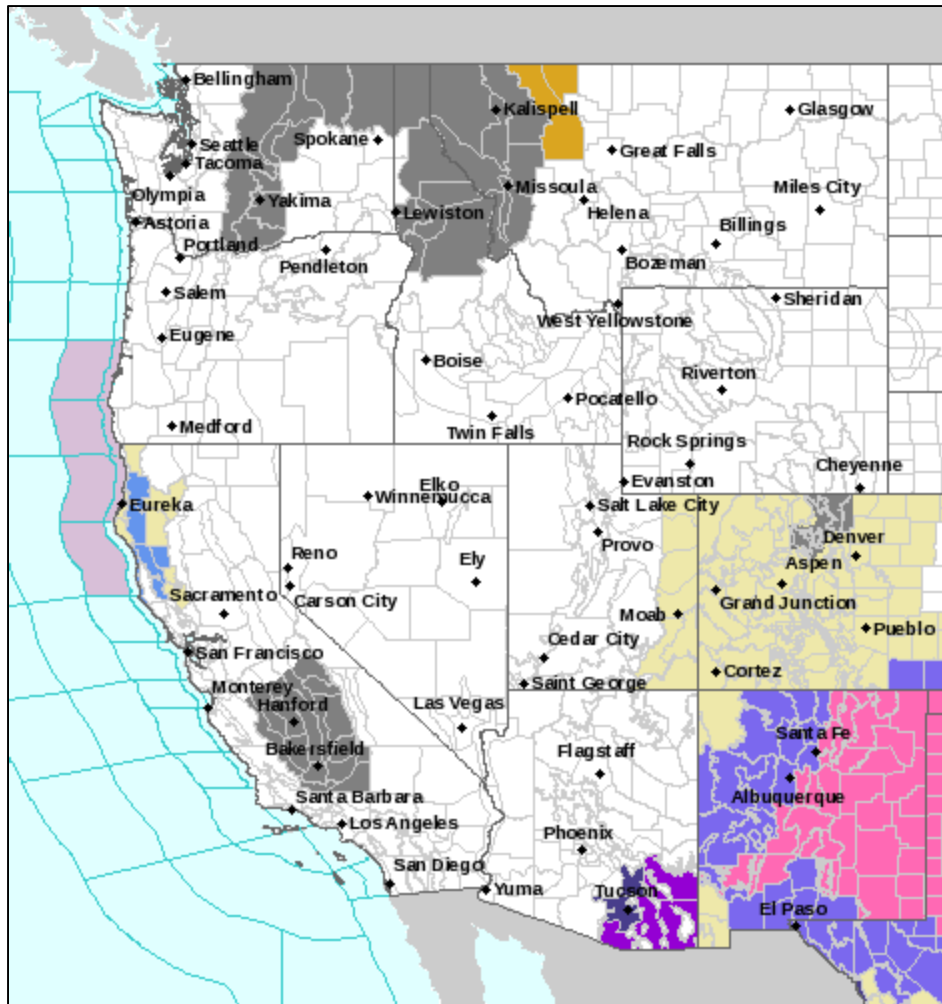 Bellingham
Kalispell
Glasgow
Spokane
Seattle
Great Falls
Tacoma
Missoula
Miles City
Olympia
Yakima
Helena
Lewiston
Astoria
Billings
Portland
Bozeman
Pendleton
Salem
Sheridan
West Yellowstone
Eugene
Boise
Riverton
Pocatello
Medford
Twin Falls
Rock Springs
Cheyenne
Evanston
Elko
Winnemucca
Eureka
Salt Lake City
Provo
Denver
Reno
Ely
Aspen
Carson City
Sacramento
Grand Junction
Moab
Pueblo
Cedar City
San Francisco
Cortez
Saint George
Monterey
Hanford
Las Vegas
Santa Fe
Bakersfield
Flagstaff
Albuquerque
Santa Barbara
Los Angeles
Phoenix
San Diego
Yuma
Tucson
El Paso